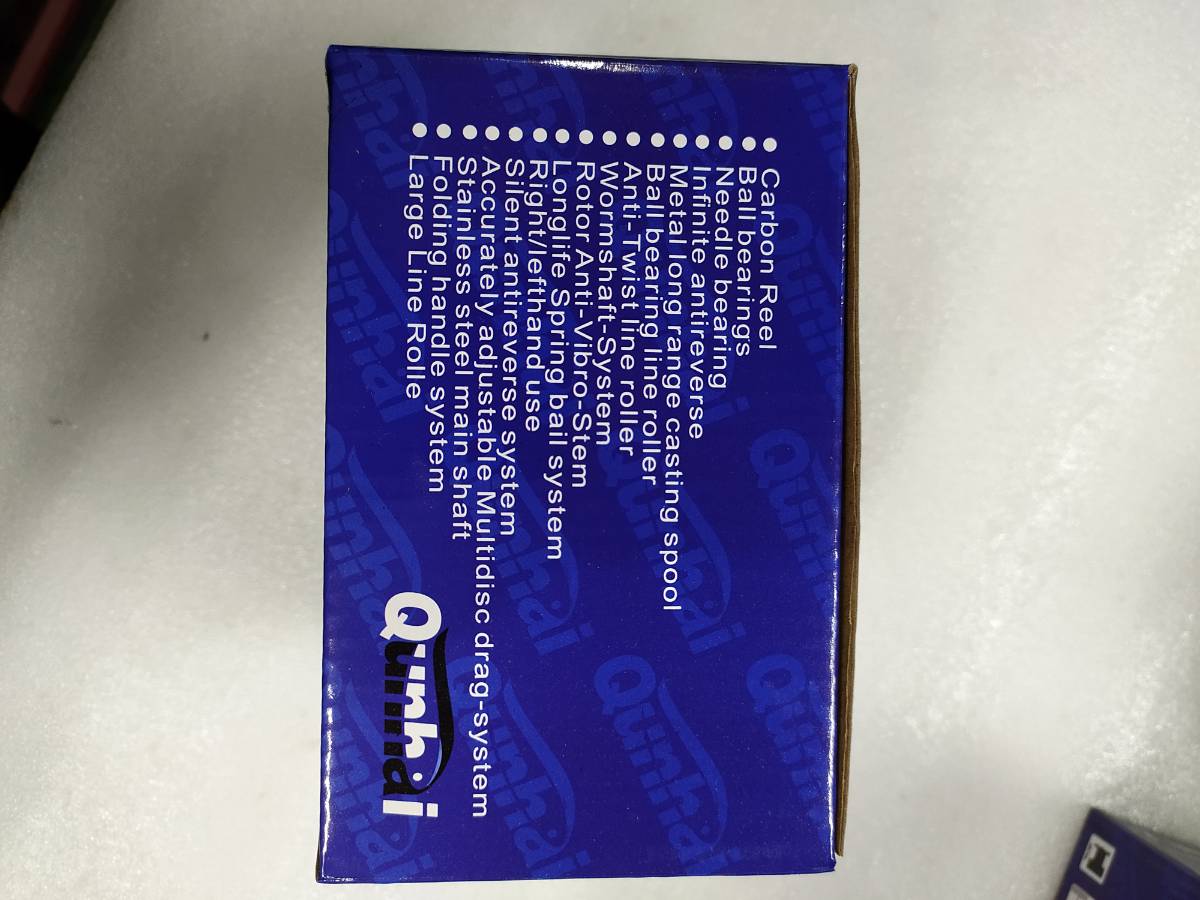 ● Carbon Reel
● Ball bearings
● Needle bearing
● Infinite antireverse
● Metal long range casting spool
● Ball bearing line roller
● Anti-Twist line roller
● Wormshaft-System
● Rotor Anti-Vibro-Stem
● Longlife Spring bail system
● Right/lefthand use
● Silent antireverse system
● Accurately adjustable Multidisc drag-system
● Stainless steel main shaft
● Folding handle system
● Large Line Rolle
Qunhai